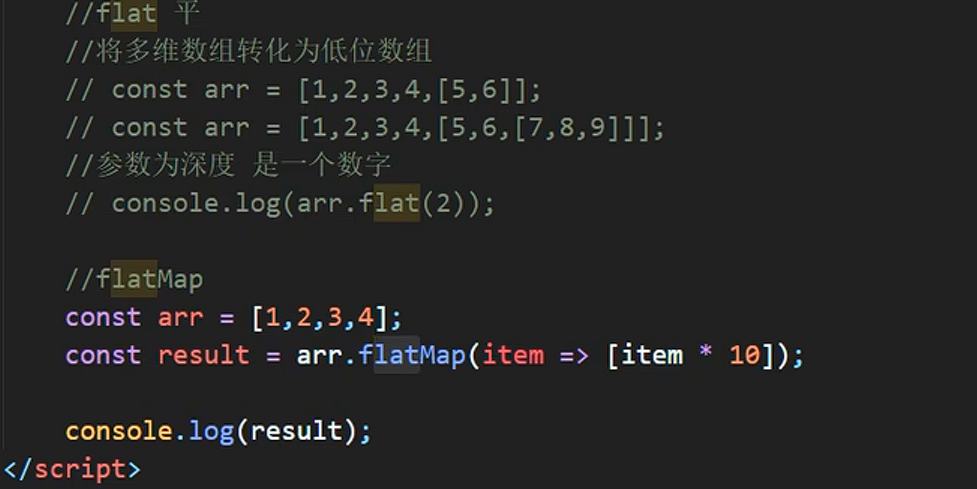 //flat 平
//将多维数组转化为低位数组
// const arr = [1,2,3,4,[5,6]];
// const arr = [1,2,3,4,[5,6,[7,8,9]]];
//参数为深度 是一个数字
// console.log(arr.flat(2));
//flatMap
const arr = [1,2,3,4];
const result = arr.flatMap(item => [item * 10]);
console.log(result);
</script>